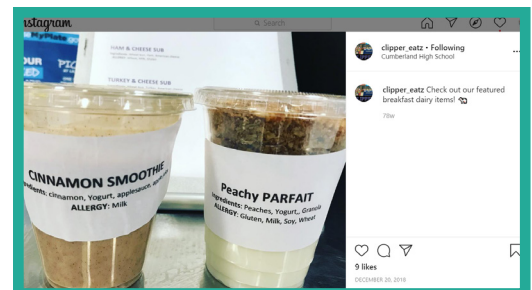 Instagram
Search
MyPlate
HAM & CHEESE SUB
TURKEY & CHEESE SUB
CINNAMON SMOOTHIE
cinnamon, Yogurt, applesauce,
ALLERGY: Milk
Peachy PARFAIT
Ingredients: Peaches, Yogurt,, Granola
ALLERGY: Gluten, Milk, Soy, Wheat
clipper_eatz • Following
Cumberland High School
clipper_eatz Check out our featured
breakfast dairy items!
78w
9 likes
DECEMBER 20, 2016